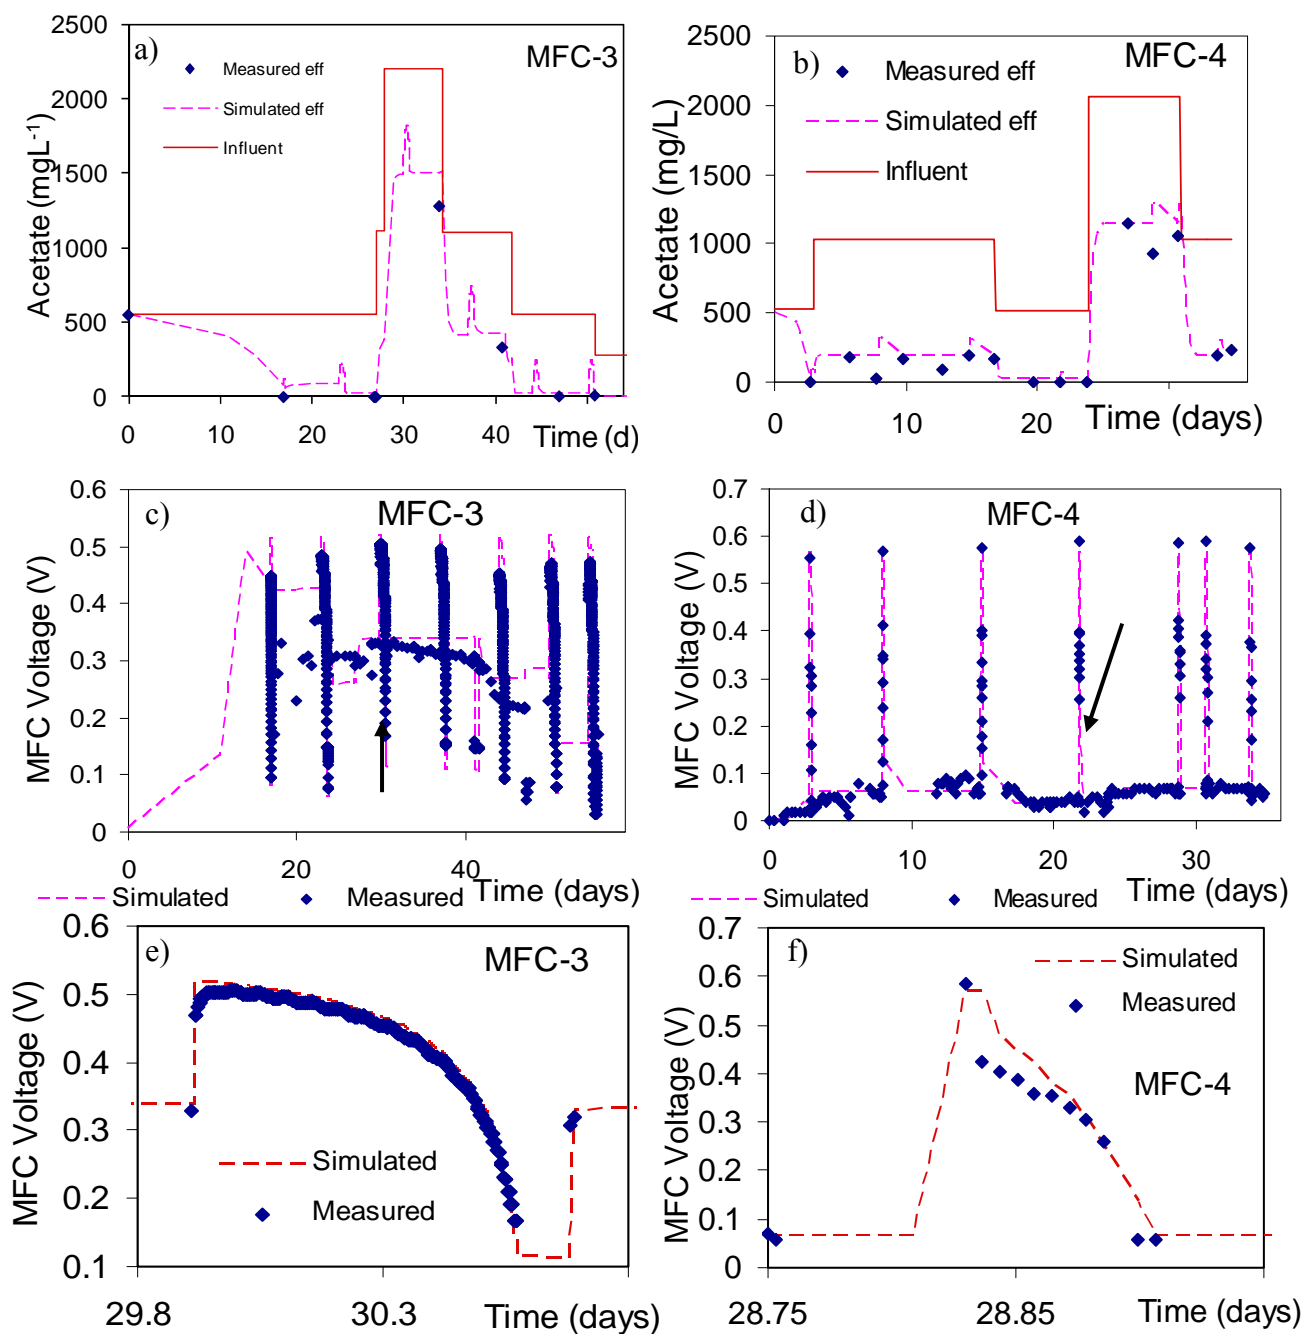 a)
MFC-3
Measured eff
Simulated eff
Influent
Acetate (mgL-1)
2500
2000
1500
1000
500
0
0
10
20
30
40
Time (d)
b)
MFC-4
Measured eff
Simulated eff
Influent
Acetate (mg/L)
2500
2000
1500
1000
500
0
0
10
20
Time (days)
c)
MFC-3
MFC Voltage (V)
0.6
0.5
0.4
0.3
0.2
0.1
0
0
20
40
Time (days)
Simulated
Measured
d)
MFC-4
MFC Voltage (V)
0.7
0.6
0.5
0.4
0.3
0.2
0.1
0
0
10
20
30
Time (days)
Simulated
Measured
e)
MFC-3
MFC Voltage (V)
0.6
0.5
0.4
0.3
0.2
0.1
Simulated
Measured
29.8
30.3
Time (days)
f)
Simulated
Measured
MFC-4
MFC Voltage (V)
0.7
0.6
0.5
0.4
0.3
0.2
0.1
0
28.75
28.85
Time (days)